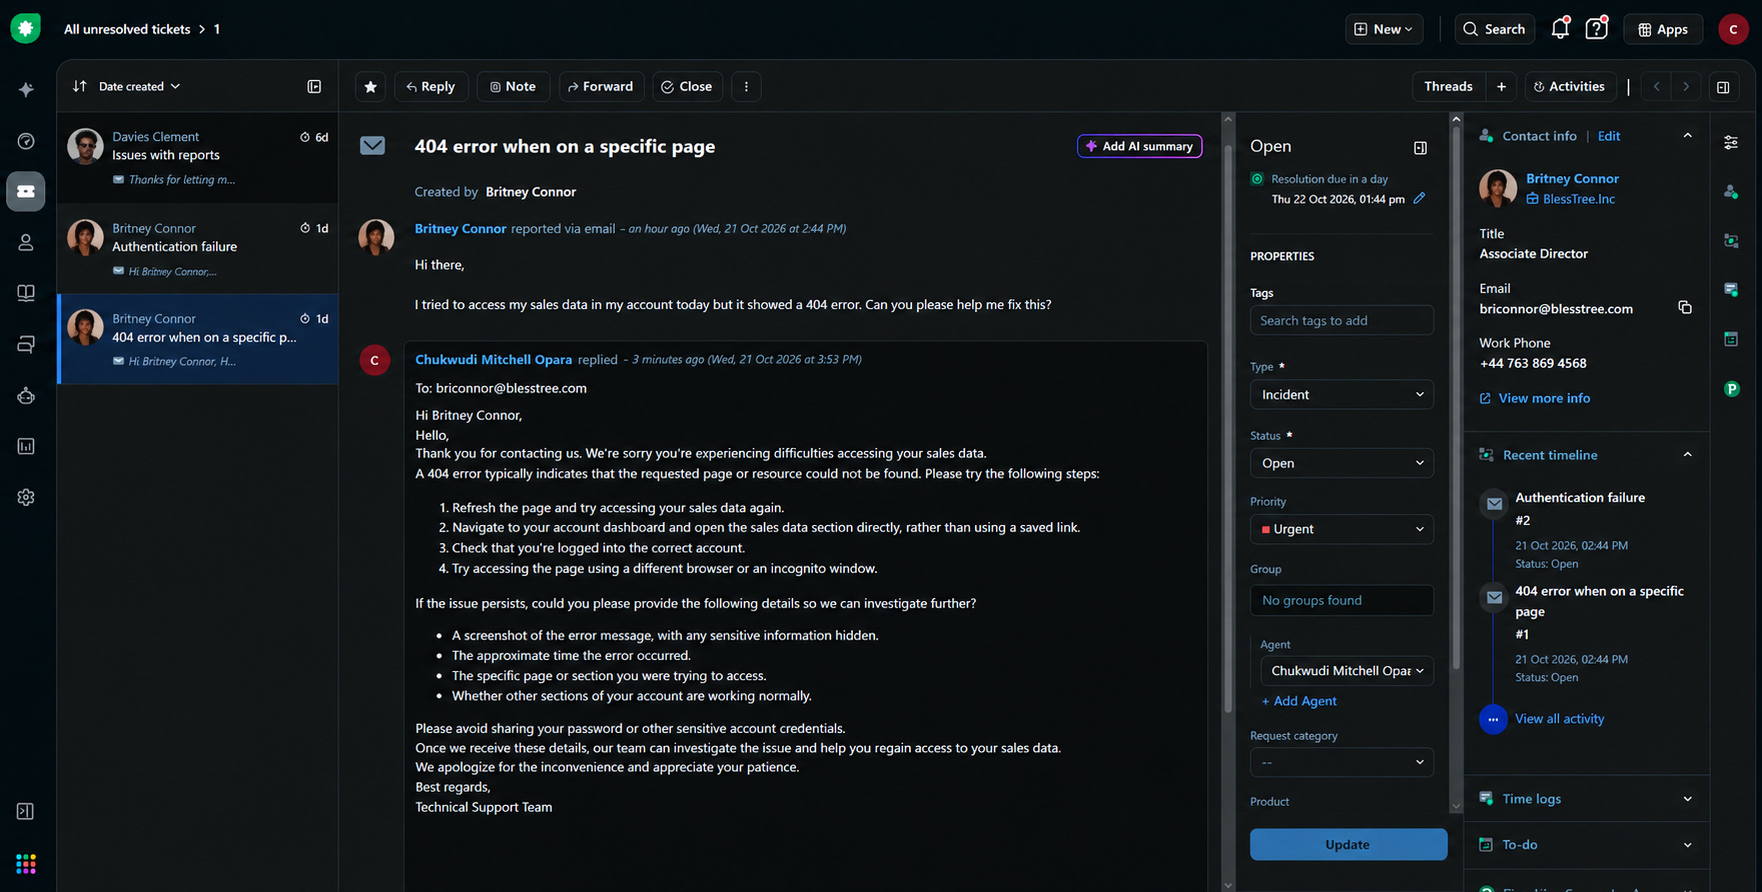 All unresolved tickets > 1
New
Search
Apps
C
Date created
Reply
Note
Forward
Close
Threads
+
Activities
Davies Clement
6d
Issues with reports
Thanks for letting m...
Britney Connor
1d
Authentication failure
Hi Britney Connor,...
Britney Connor
1d
404 error when on a specific p...
Hi Britney Connor, H...
404 error when on a specific page
Add AI summary
Created by Britney Connor
Britney Connor reported via email - an hour ago (Wed, 21 Oct 2026 at 2:44 PM)
Hi there,
I tried to access my sales data in my account today but it showed a 404 error. Can you please help me fix this?
C
Chukwudi Mitchell Opara replied - 3 minutes ago (Wed, 21 Oct 2026 at 3:53 PM)
To: briconnor@blesstree.com
Hi Britney Connor,
Hello,
Thank you for contacting us. We're sorry you're experiencing difficulties accessing your sales data.
A 404 error typically indicates that the requested page or resource could not be found. Please try the following steps:
1. Refresh the page and try accessing your sales data again.
2. Navigate to your account dashboard and open the sales data section directly, rather than using a saved link.
3. Check that you're logged into the correct account.
4. Try accessing the page using a different browser or an incognito window.
If the issue persists, could you please provide the following details so we can investigate further?
• A screenshot of the error message, with any sensitive information hidden.
• The approximate time the error occurred.
• The specific page or section you were trying to access.
• Whether other sections of your account are working normally.
Please avoid sharing your password or other sensitive account credentials.
Once we receive these details, our team can investigate the issue and help you regain access to your sales data.
We apologize for the inconvenience and appreciate your patience.
Best regards,
Technical Support Team
Open
Resolution due in a day
Thu 22 Oct 2026, 01:44 pm
PROPERTIES
Tags
Search tags to add
Type *
Incident
Status *
Open
Priority
Urgent
Group
No groups found
Agent
Chukwudi Mitchell Opar
+ Add Agent
Request category
--
Product
Update
Contact info | Edit
Britney Connor
BlessTree.Inc
Title
Associate Director
Email
briconnor@blesstree.com
Work Phone
+44 763 869 4568
View more info
Recent timeline
Authentication failure
#2
21 Oct 2026, 02:44 PM
Status: Open
404 error when on a specific
page
#1
21 Oct 2026, 02:44 PM
Status: Open
View all activity
Time logs
To-do
P